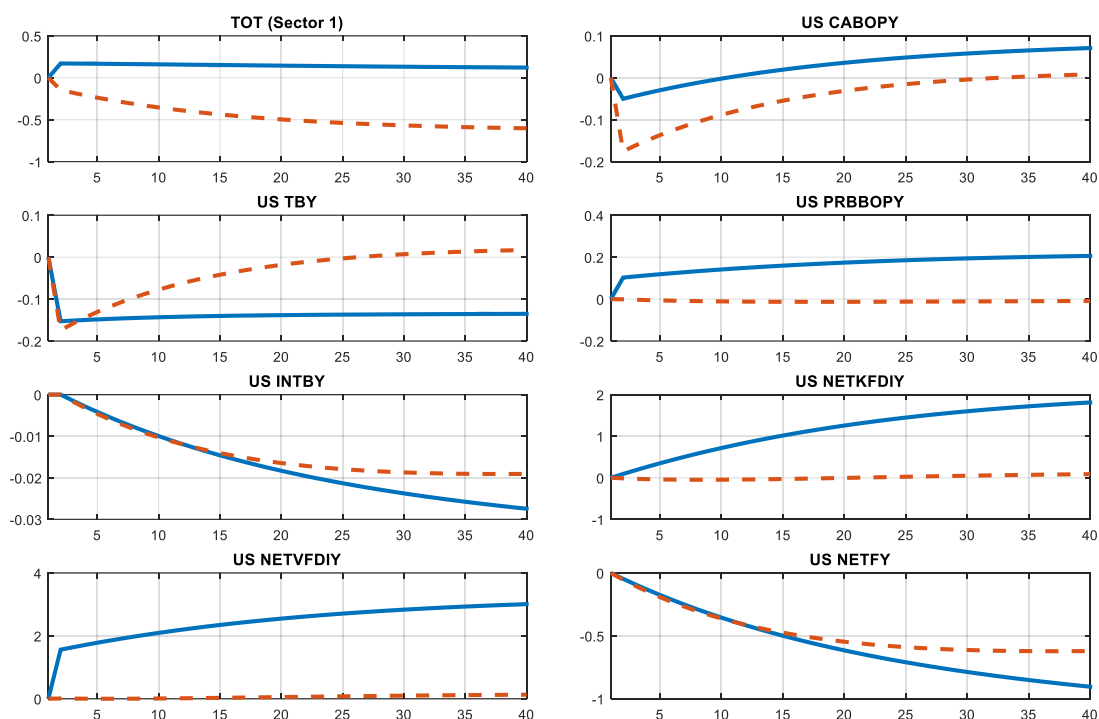 TOT (Sector 1)
0.5
0
-0.5
-1
5 10 15 20 25 30 35 40
US CABOPY
0.1
0
-0.1
-0.2
5 10 15 20 25 30 35 40
US TBY
0.1
0
-0.1
-0.2
5 10 15 20 25 30 35 40
US PRBBOPY
0.4
0.2
0
-0.2
5 10 15 20 25 30 35 40
US INTBY
0
-0.01
-0.02
-0.03
5 10 15 20 25 30 35 40
US NETKFDIY
2
1
0
-1
5 10 15 20 25 30 35 40
US NETVFDIY
4
2
0
5 10 15 20 25 30 35 40
US NETFY
0
-0.5
-1
5 10 15 20 25 30 35 40